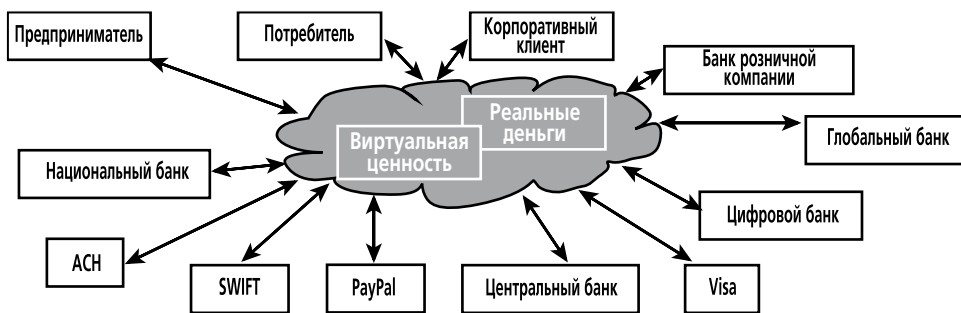 Предприниматель
Потребитель
Корпоративный
клиент
Банк розничной
компании
Реальные
деньги
Виртуальная
ценность
Глобальный банк
Национальный банк
Цифровой банк
ACH
SWIFT
PayPal
Центральный банк
Visa